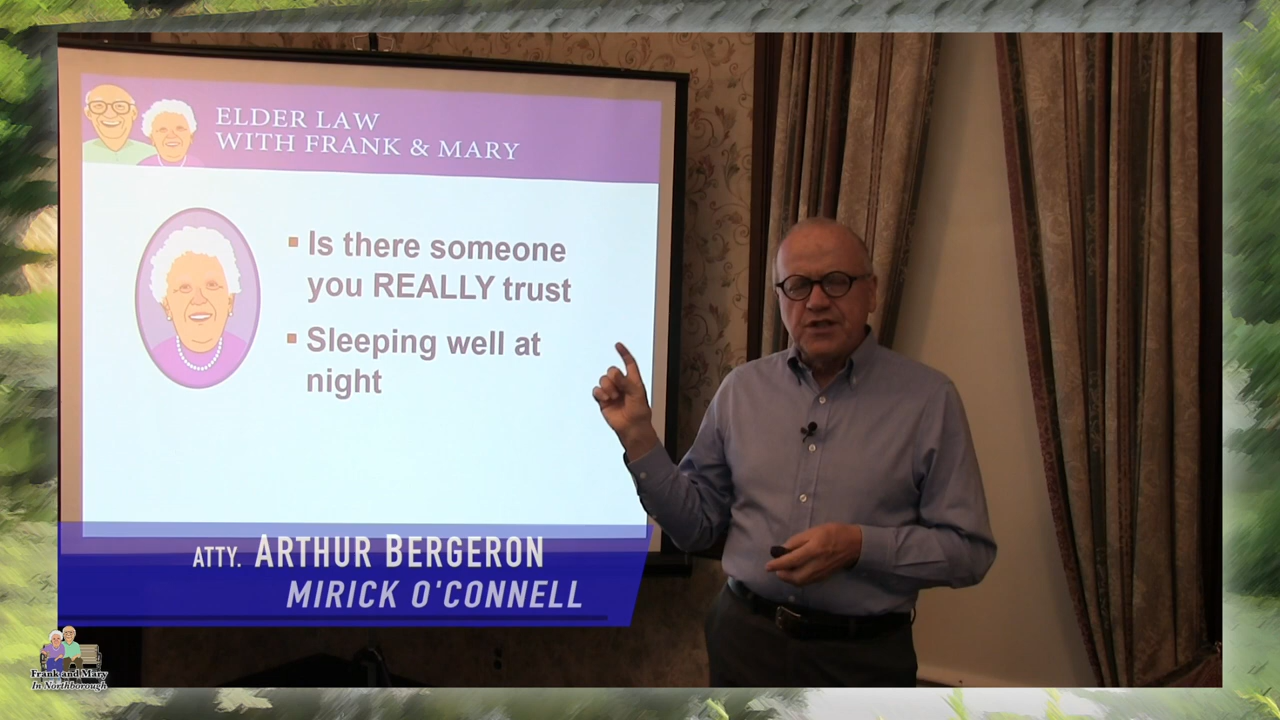 ELDER LAW
WITH FRANK & MARY
Is there someone
you REALLY trust
Sleeping well at
night
ATTY. ARTHUR BERGERON
MIRICK O'CONNELL
Frank and Mary
In Northborough